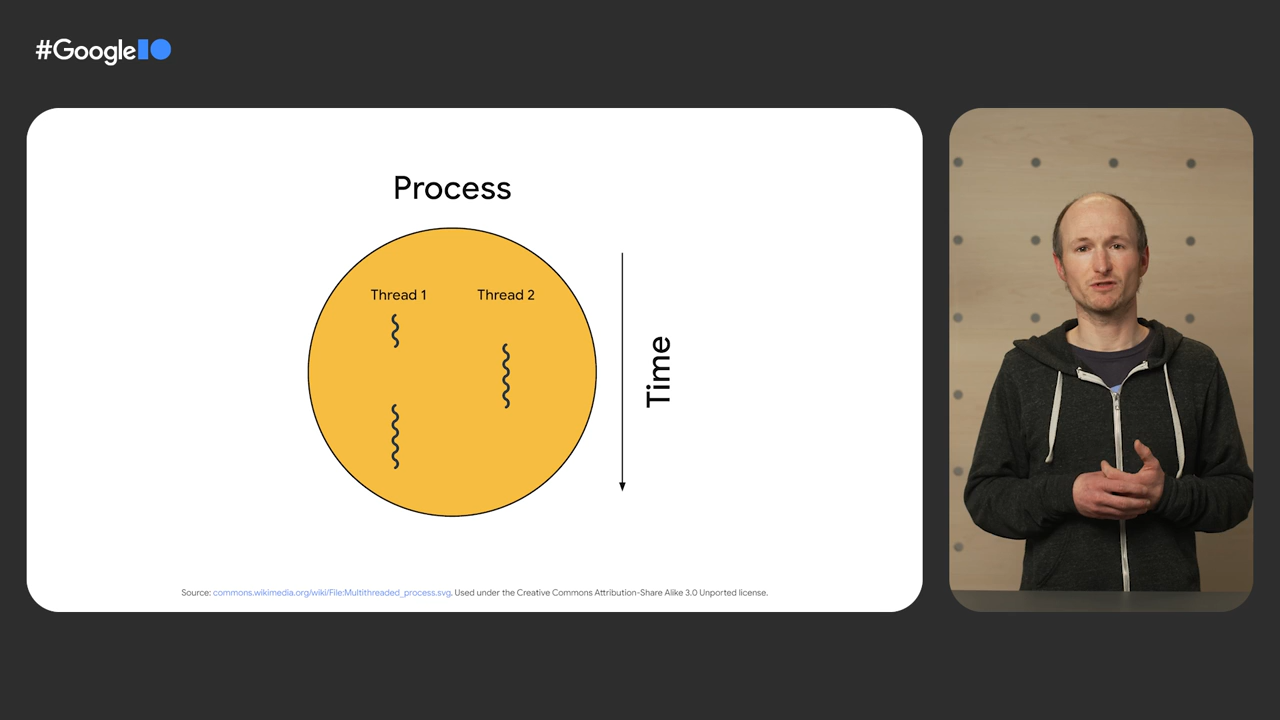 #GoogleIO
Process
Thread 1
Thread 2
Time
Source: commons.wikimedia.org/wiki/File:Multithreaded_process.svg. Used under the Creative Commons Attribution-Share Alike 3.0 Unported license.